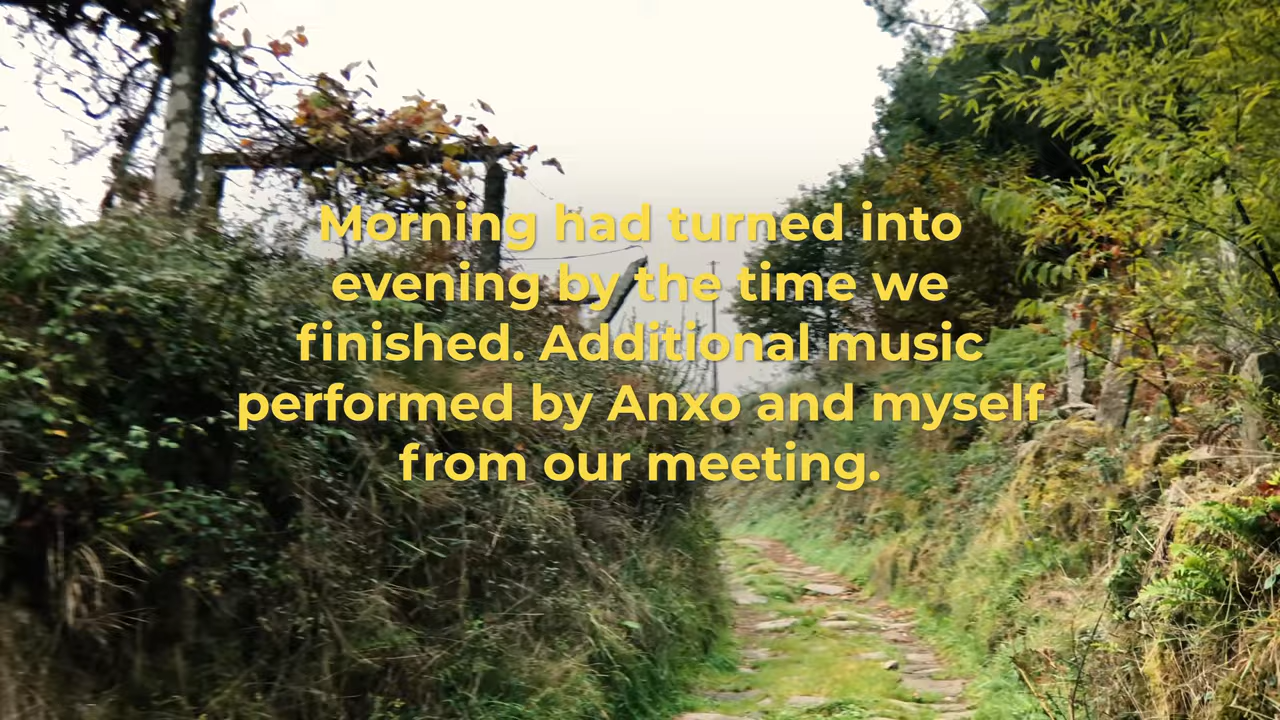 Morning had turned into
evening by the time we
finished. Additional music
performed by Anxo and myself
from our meeting.